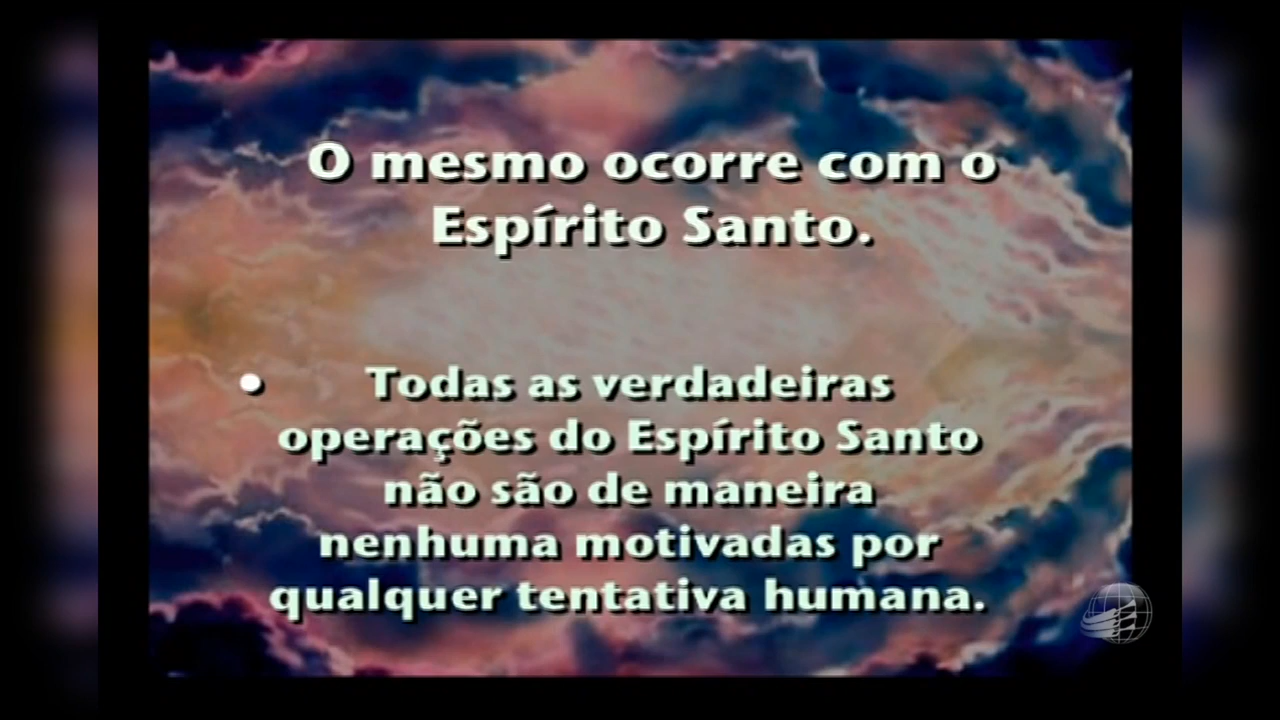 O mesmo ocorre com o
Espírito Santo.
• Todas as verdadeiras
operações do Espírito Santo
não são de maneira
nenhuma motivadas por
qualquer tentativa humana.